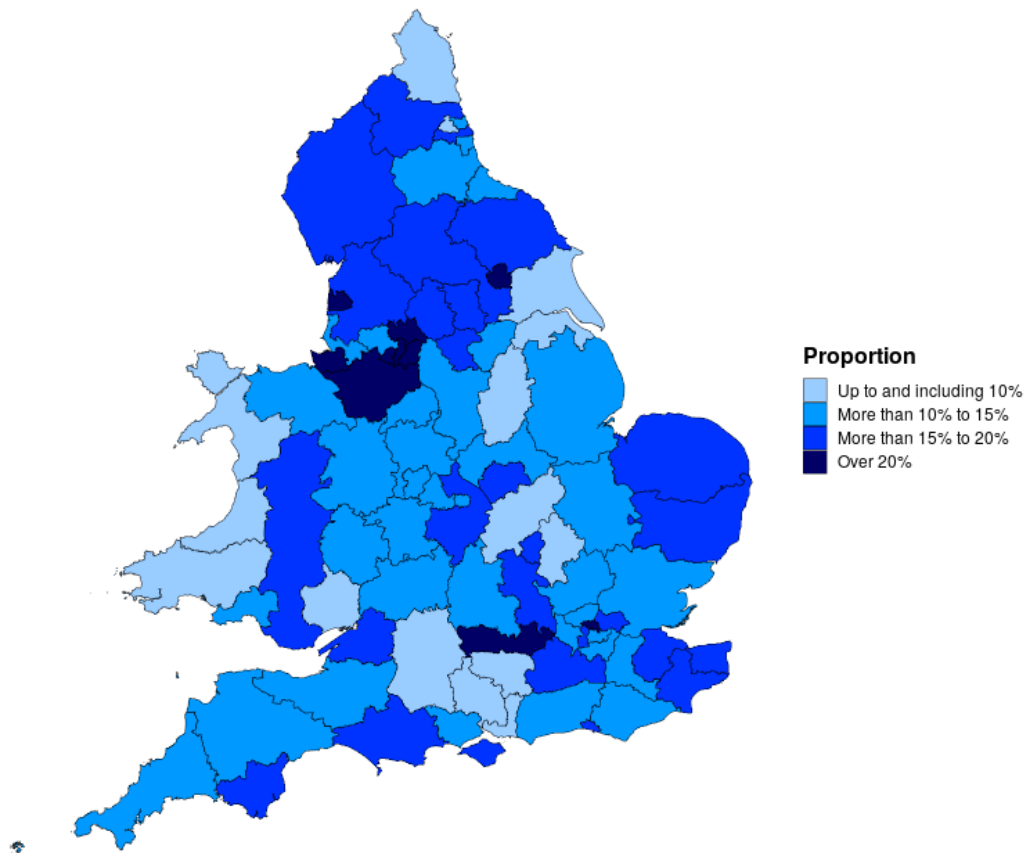 Proportion
Up to and including 10%
More than 10% to 15%
More than 15% to 20%
Over 20%